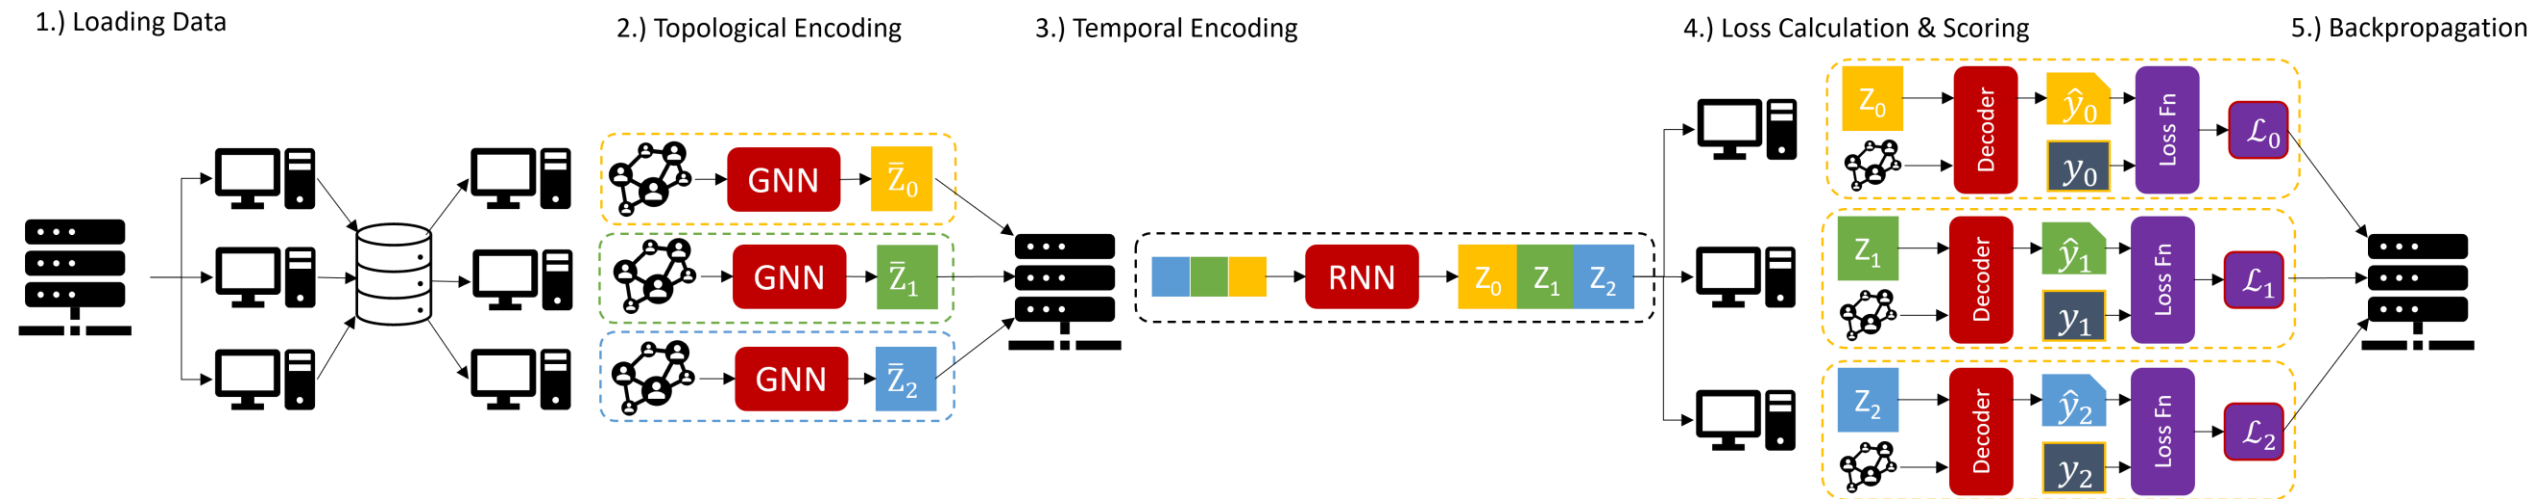 1.) Loading Data
2.) Topological Encoding
3.) Temporal Encoding
4.) Loss Calculation & Scoring
5.) Backpropagation
GNN
Z̅₀
GNN
Z̅₁
GNN
Z̅₂
RNN
Z₀ Z₁ Z₂
Z₀
Decoder
ŷ₀
y₀
Loss Fn
ℒ₀
Z₁
Decoder
ŷ₁
y₁
Loss Fn
ℒ₁
Z₂
Decoder
ŷ₂
y₂
Loss Fn
ℒ₂